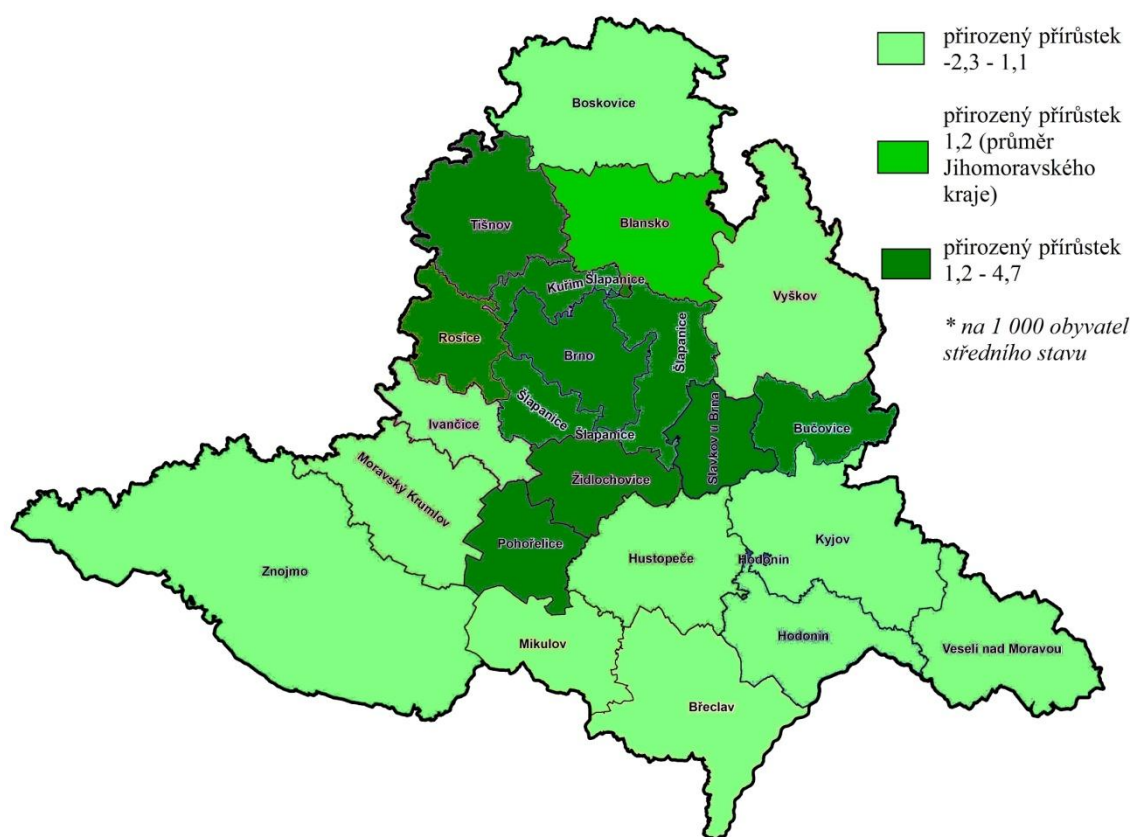 přirozený přírůstek
-2,3 - 1,1
přirozený přírůstek
1,2 (průměr
Jihomoravského
kraje)
přirozený přírůstek
1,2 - 4,7
* na 1 000 obyvatel
středního stavu
Boskovice
Tišnov
Blansko
Kuřim
Šlapanice
Vyškov
Rosice
Brno
Šlapanice
Šlapanice
Ivančice
Šlapanice
Slavkov u Brna
Bučovice
Moravský Krumlov
Židlochovice
Pohořelice
Znojmo
Hustopeče
Hodonín
Kyjov
Mikulov
Hodonín
Veselí nad Moravou
Břeclav